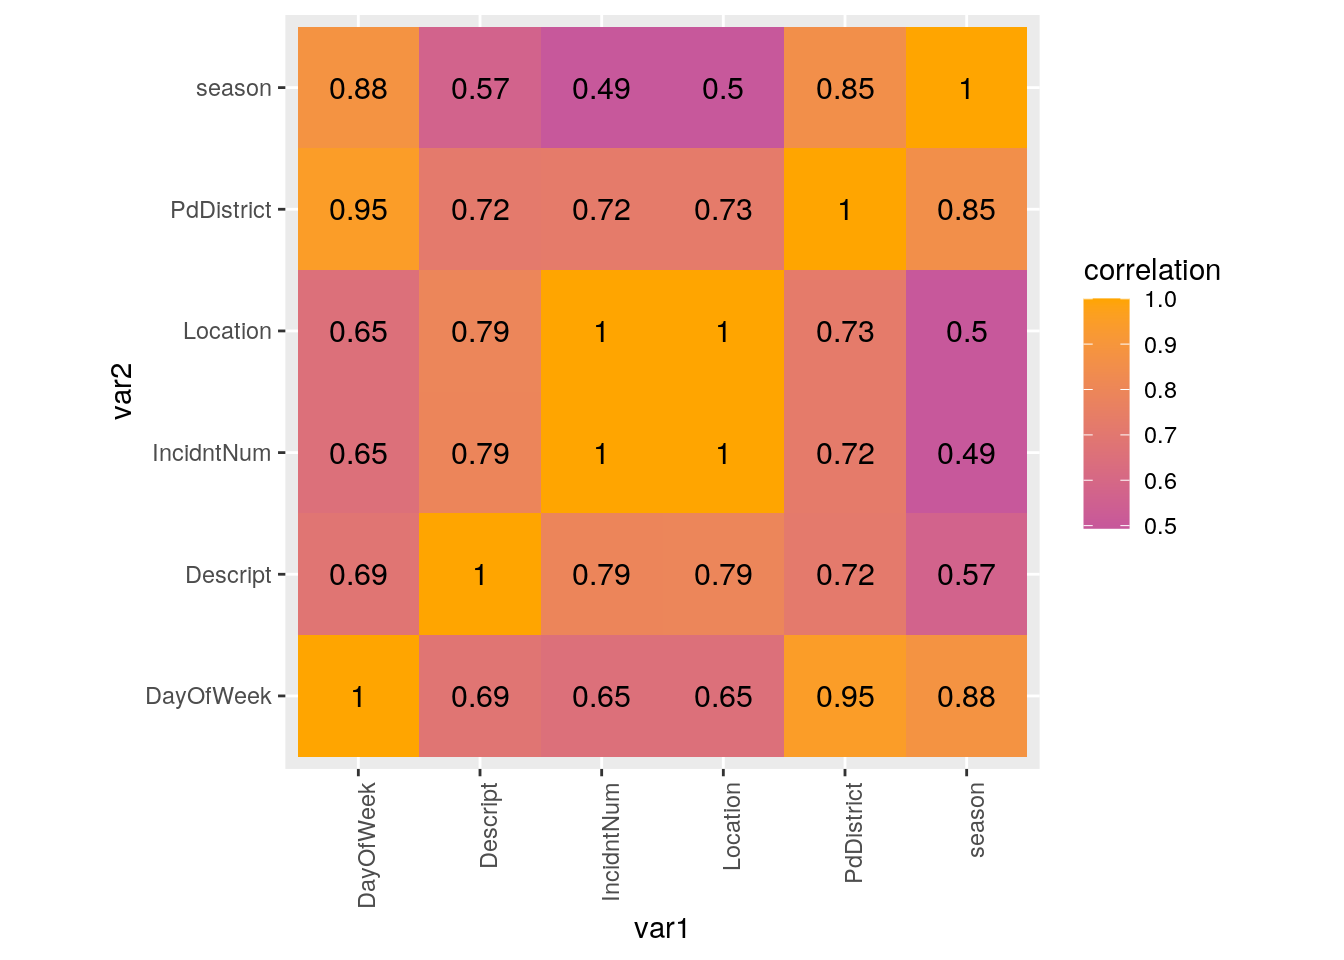 season 0.88 0.57 0.49 0.5 0.85 1
PdDistrict 0.95 0.72 0.72 0.73 1 0.85
Location 0.65 0.79 1 1 0.73 0.5
IncidntNum 0.65 0.79 1 1 0.72 0.49
Descript 0.69 1 0.79 0.79 0.72 0.57
DayOfWeek 1 0.69 0.65 0.65 0.95 0.88
var2
DayOfWeek
Descript
IncidntNum
Location
PdDistrict
season
var1
correlation
1.0
0.9
0.8
0.7
0.6
0.5